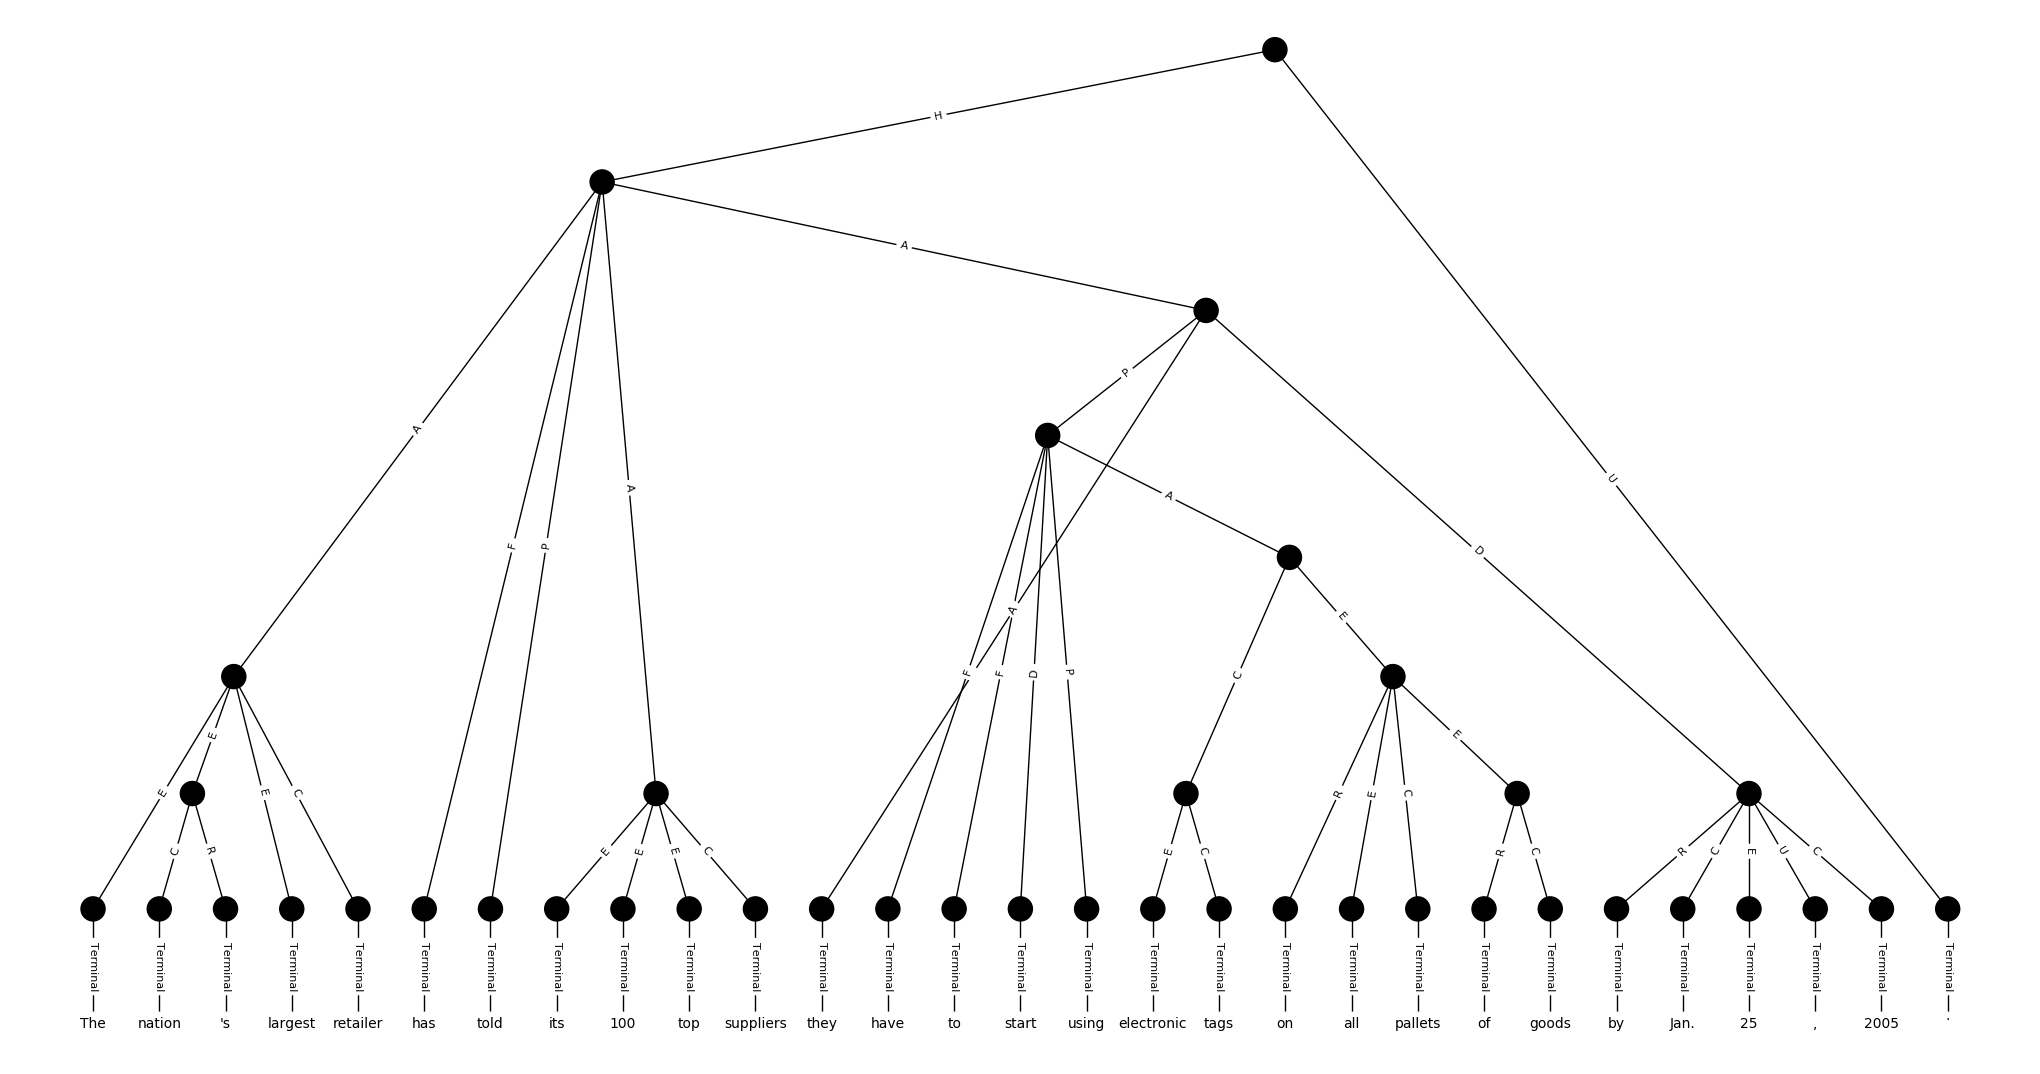 H
A
A
P
A
A
U
D
F
P
A
E
A
F
F
D
P
C
E
E
E
E
C
R
E
C
C
R
E
E
E
C
E
C
R
C
R
C
E
U
C
Terminal Terminal Terminal Terminal Terminal Terminal Terminal Terminal Terminal Terminal Terminal Terminal Terminal Terminal Terminal Terminal Terminal Terminal Terminal Terminal Terminal Terminal Terminal Terminal Terminal Terminal Terminal Terminal Terminal
The nation 's largest retailer has told its 100 top suppliers they have to start using electronic tags on all pallets of goods by Jan. 25 , 2005 .